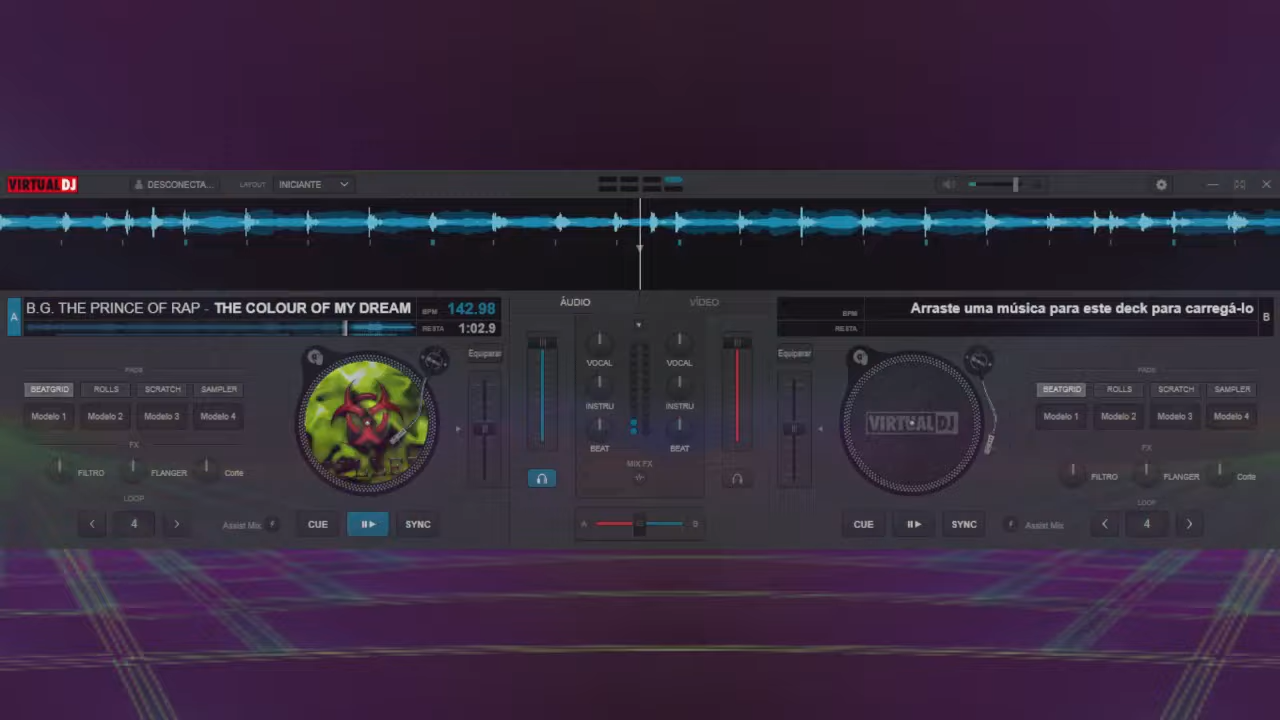 VIRTUALDJ DESCONECTA... LAYOUT INICIANTE
A B.G. THE PRINCE OF RAP - THE COLOUR OF MY DREAM BPM 142.98
RESTA 1:02.9
ÁUDIO VÍDEO
BPM Arraste uma música para este deck para carregá-lo B
RESTA
Equiparar VOCAL VOCAL Equiparar
PADS
BEATGRID ROLLS SCRATCH SAMPLER
Modelo 1 Modelo 2 Modelo 3 Modelo 4
FX
FILTRO FLANGER Corte
LOOP
4 Assist Mix CUE SYNC
INSTRU INSTRU
BEAT BEAT
MIX FX
A B
VIRTUALDJ
PADS
BEATGRID ROLLS SCRATCH SAMPLER
Modelo 1 Modelo 2 Modelo 3 Modelo 4
FX
FILTRO FLANGER Corte
LOOP
CUE SYNC Assist Mix 4